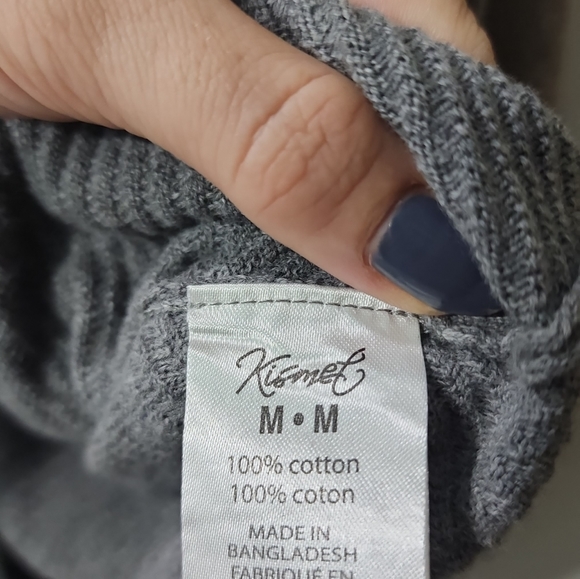 Kismet
M • M
100% cotton
100% coton
MADE IN
BANGLADESH
FABRIQUÉ EN